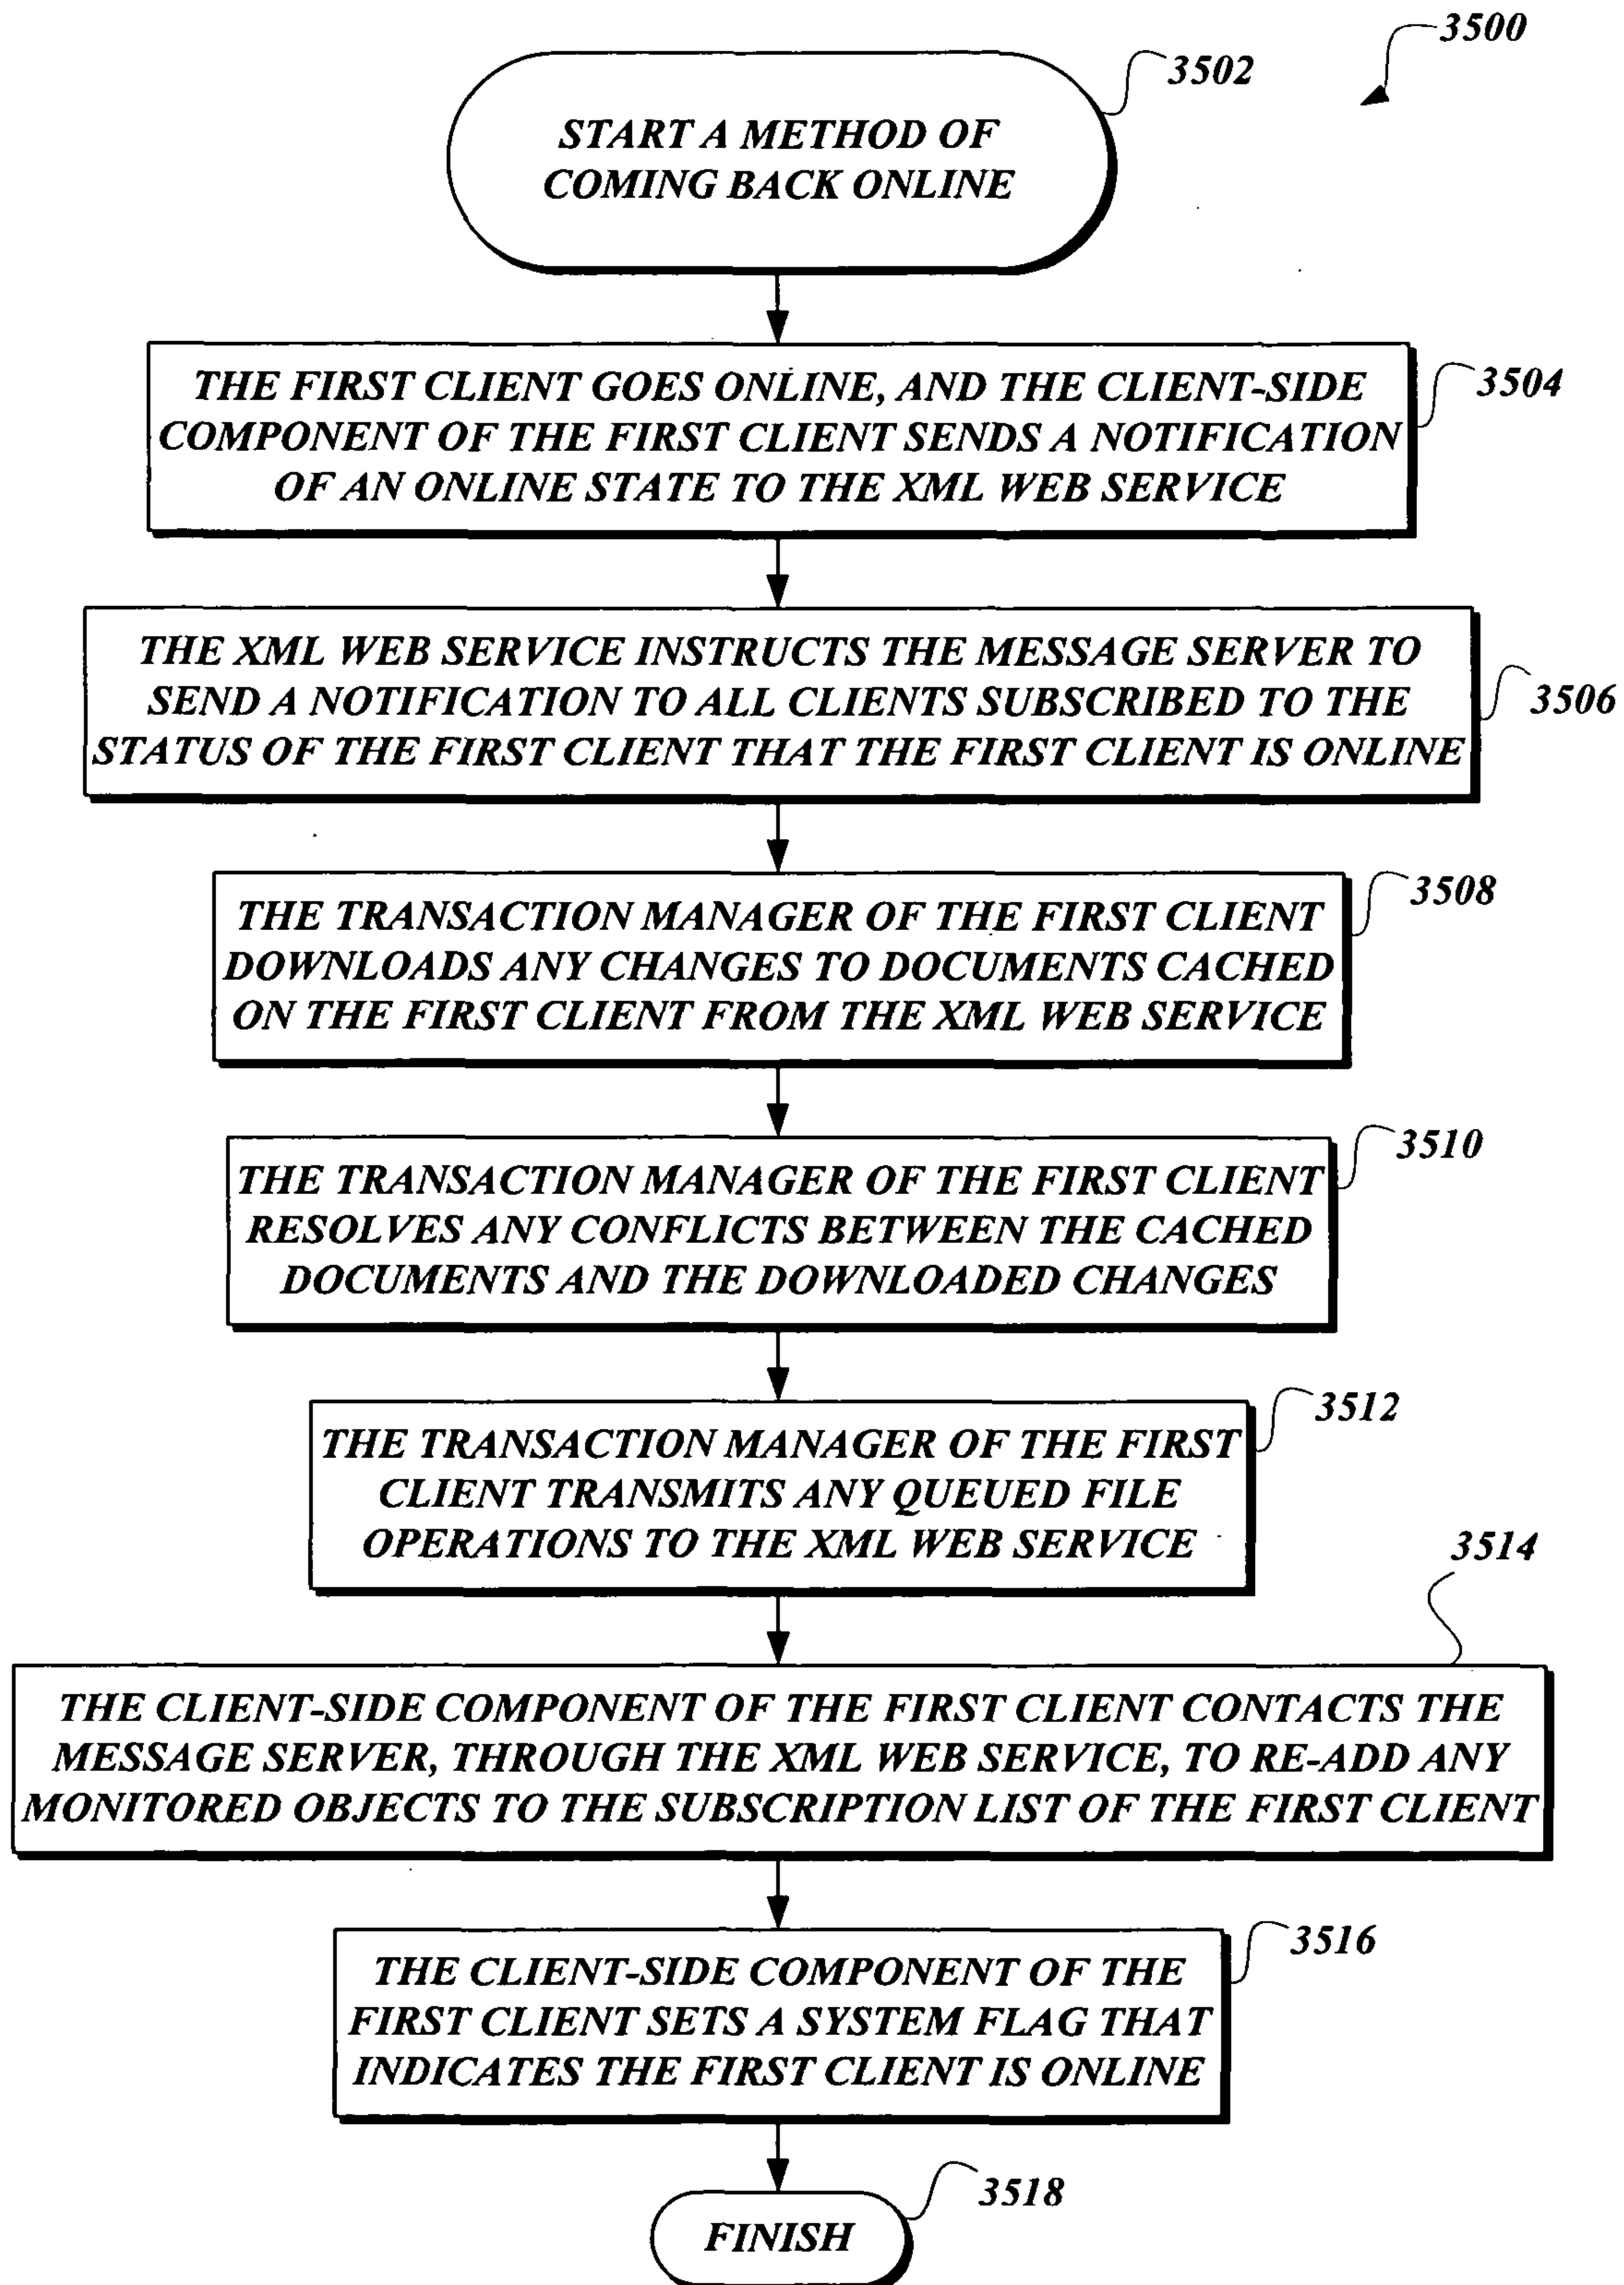 3500
3502
START A METHOD OF
COMING BACK ONLINE
3504
THE FIRST CLIENT GOES ONLINE, AND THE CLIENT-SIDE
COMPONENT OF THE FIRST CLIENT SENDS A NOTIFICATION
OF AN ONLINE STATE TO THE XML WEB SERVICE
3506
THE XML WEB SERVICE INSTRUCTS THE MESSAGE SERVER TO
SEND A NOTIFICATION TO ALL CLIENTS SUBSCRIBED TO THE
STATUS OF THE FIRST CLIENT THAT THE FIRST CLIENT IS ONLINE
3508
THE TRANSACTION MANAGER OF THE FIRST CLIENT
DOWNLOADS ANY CHANGES TO DOCUMENTS CACHED
ON THE FIRST CLIENT FROM THE XML WEB SERVICE
3510
THE TRANSACTION MANAGER OF THE FIRST CLIENT
RESOLVES ANY CONFLICTS BETWEEN THE CACHED
DOCUMENTS AND THE DOWNLOADED CHANGES
3512
THE TRANSACTION MANAGER OF THE FIRST
CLIENT TRANSMITS ANY QUEUED FILE
OPERATIONS TO THE XML WEB SERVICE
3514
THE CLIENT-SIDE COMPONENT OF THE FIRST CLIENT CONTACTS THE
MESSAGE SERVER, THROUGH THE XML WEB SERVICE, TO RE-ADD ANY
MONITORED OBJECTS TO THE SUBSCRIPTION LIST OF THE FIRST CLIENT
3516
THE CLIENT-SIDE COMPONENT OF THE
FIRST CLIENT SETS A SYSTEM FLAG THAT
INDICATES THE FIRST CLIENT IS ONLINE
3518
FINISH